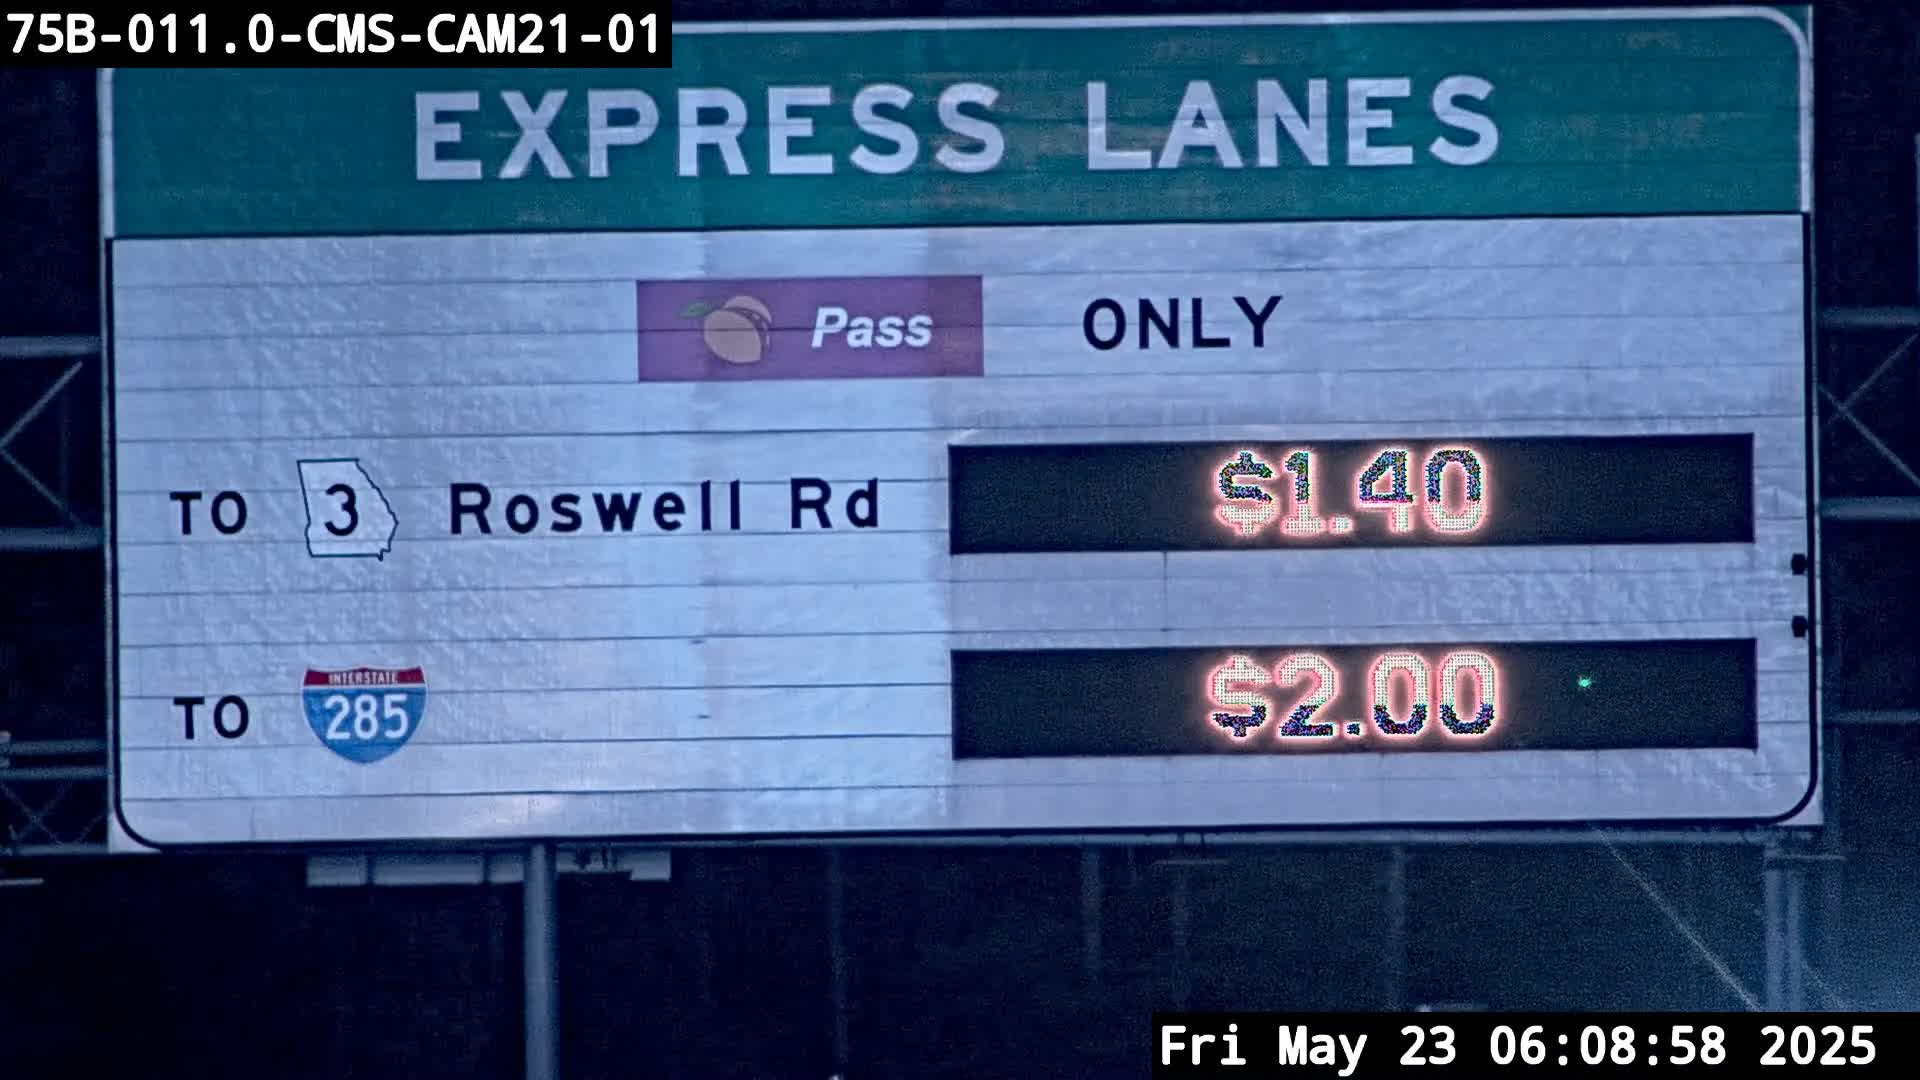 75B-011.0-CMS-CAM21-01
EXPRESS LANES
Pass ONLY
TO 3 Roswell Rd $1.40
INTERSTATE
TO 285 $2.00
Fri May 23 06:08:58 2025